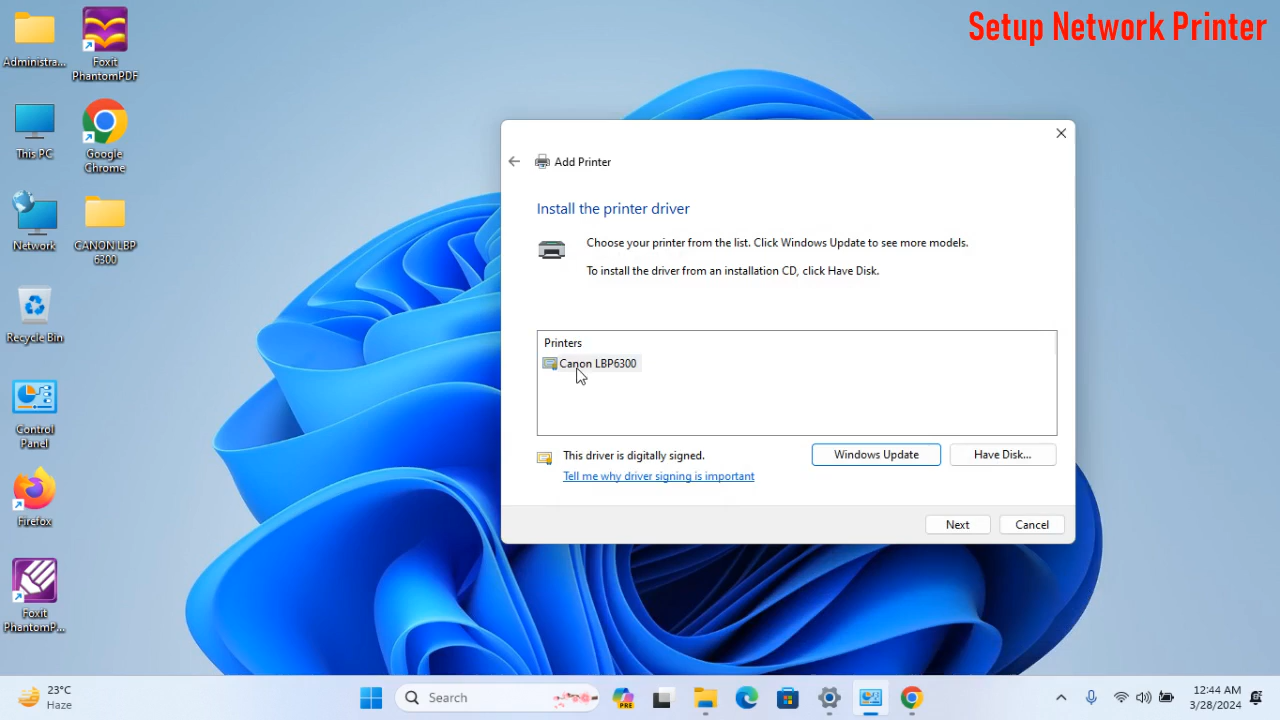 Setup Network Printer
Administra...
Foxit
PhantomPDF
This PC
Google
Chrome
Network
CANON LBP
6300
Recycle Bin
Control
Panel
Firefox
Foxit
PhantomP...
Add Printer
Install the printer driver
Choose your printer from the list. Click Windows Update to see more models.
To install the driver from an installation CD, click Have Disk.
Printers
Canon LBP6300
This driver is digitally signed.
Tell me why driver signing is important
Windows Update
Have Disk...
Next
Cancel
23°C
Haze
Search
PRE
12:44 AM
3/28/2024